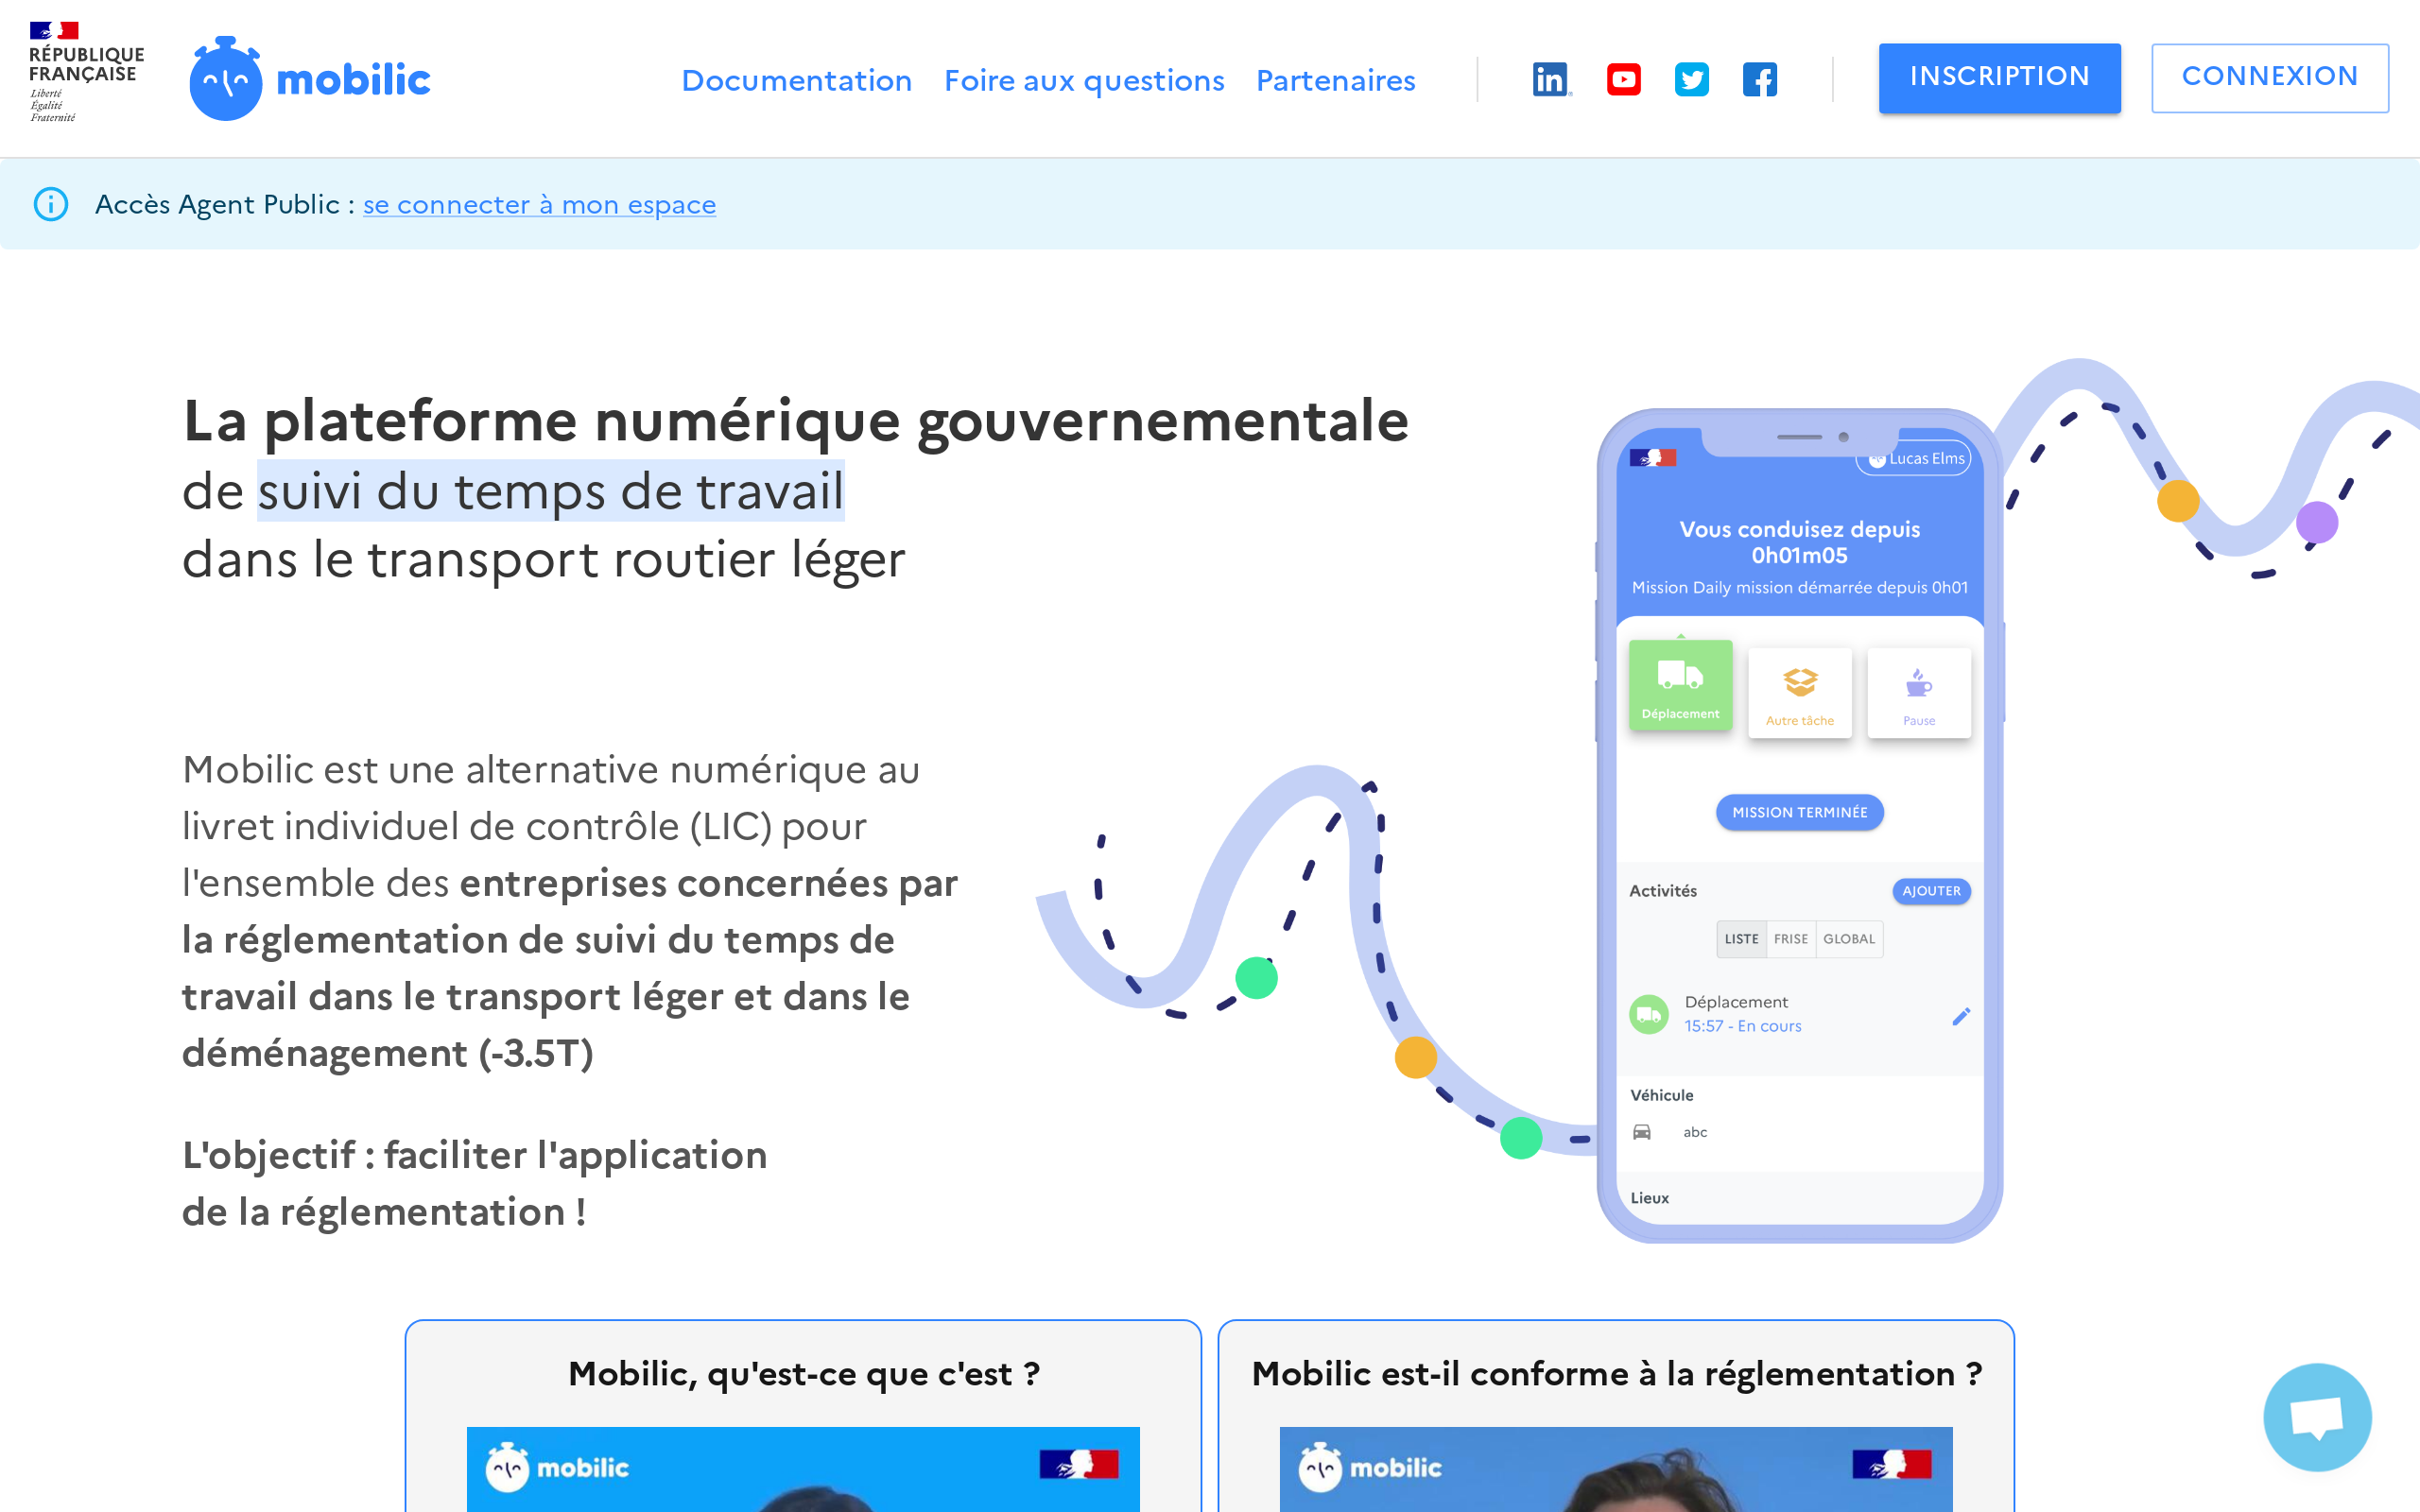 RÉPUBLIQUE
FRANÇAISE
Liberté
Égalité
Fraternité
mobilic
Documentation Foire aux questions Partenaires
in
INSCRIPTION
CONNEXION
Accès Agent Public : se connecter à mon espace
La plateforme numérique gouvernementale
de suivi du temps de travail
dans le transport routier léger
Mobilic est une alternative numérique au
livret individuel de contrôle (LIC) pour
l'ensemble des entreprises concernées par
la réglementation de suivi du temps de
travail dans le transport léger et dans le
déménagement (-3.5T)
L'objectif : faciliter l'application
de la réglementation !
Lucas Elms
Vous conduisez depuis
0h01m05
Mission Daily mission démarrée depuis 0h01
Déplacement
Autre tâche
Pause
MISSION TERMINÉE
Activités
AJOUTER
LISTE FRISE GLOBAL
Déplacement
15:57 - En cours
Véhicule
abc
Lieux
Mobilic, qu'est-ce que c'est ?
mobilic
Mobilic est-il conforme à la réglementation ?
mobilic